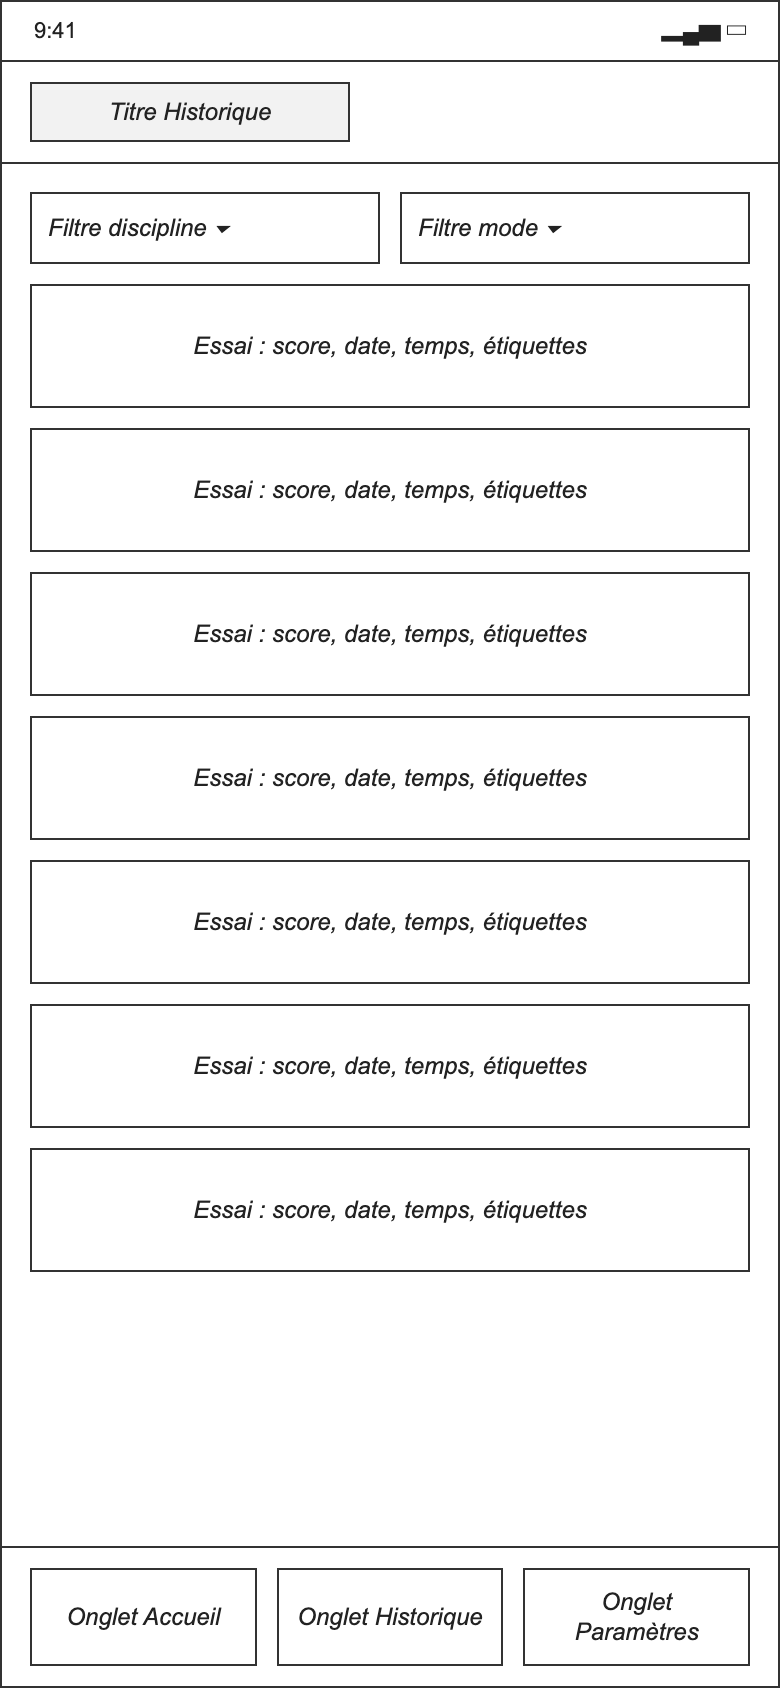 9:41
Titre Historique
Filtre discipline
Filtre mode
Essai : score, date, temps, étiquettes
Essai : score, date, temps, étiquettes
Essai : score, date, temps, étiquettes
Essai : score, date, temps, étiquettes
Essai : score, date, temps, étiquettes
Essai : score, date, temps, étiquettes
Essai : score, date, temps, étiquettes
Onglet Accueil
Onglet Historique
Onglet
Paramètres